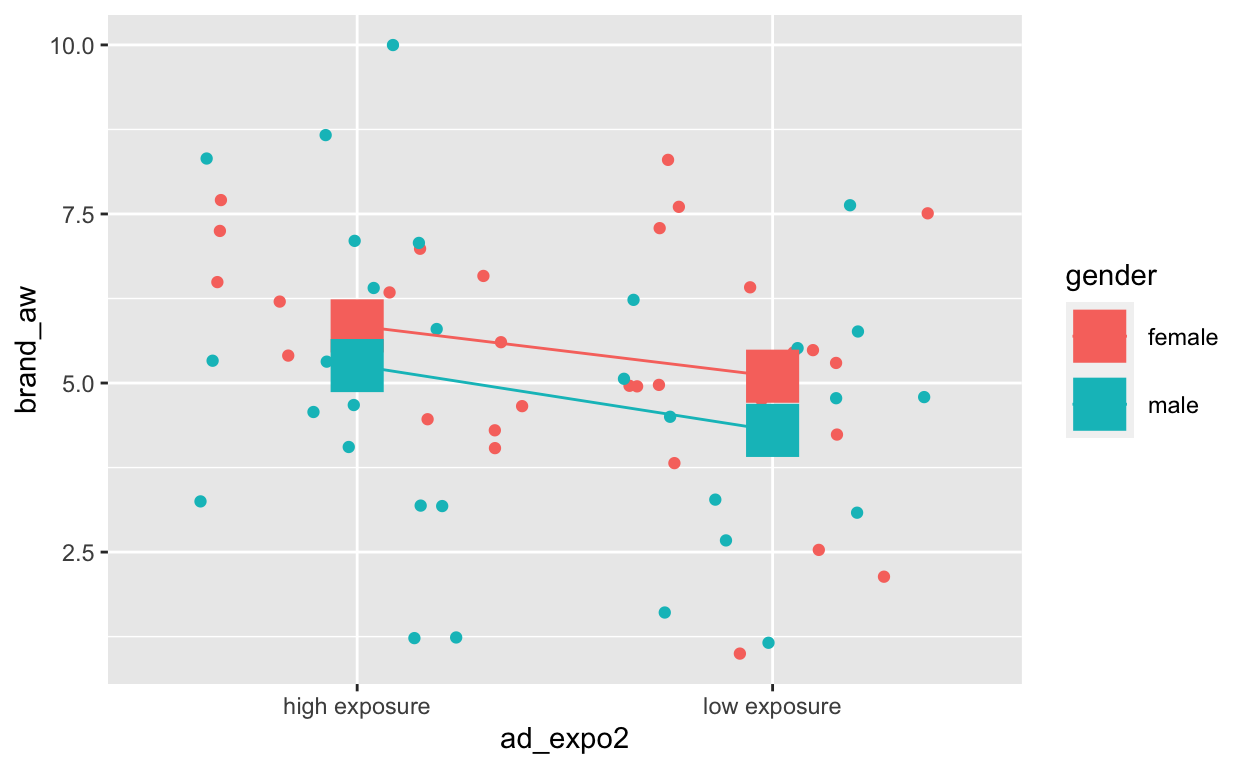 10.0
7.5
5.0
2.5
brand_aw
high exposure
low exposure
ad_expo2
gender
female
male